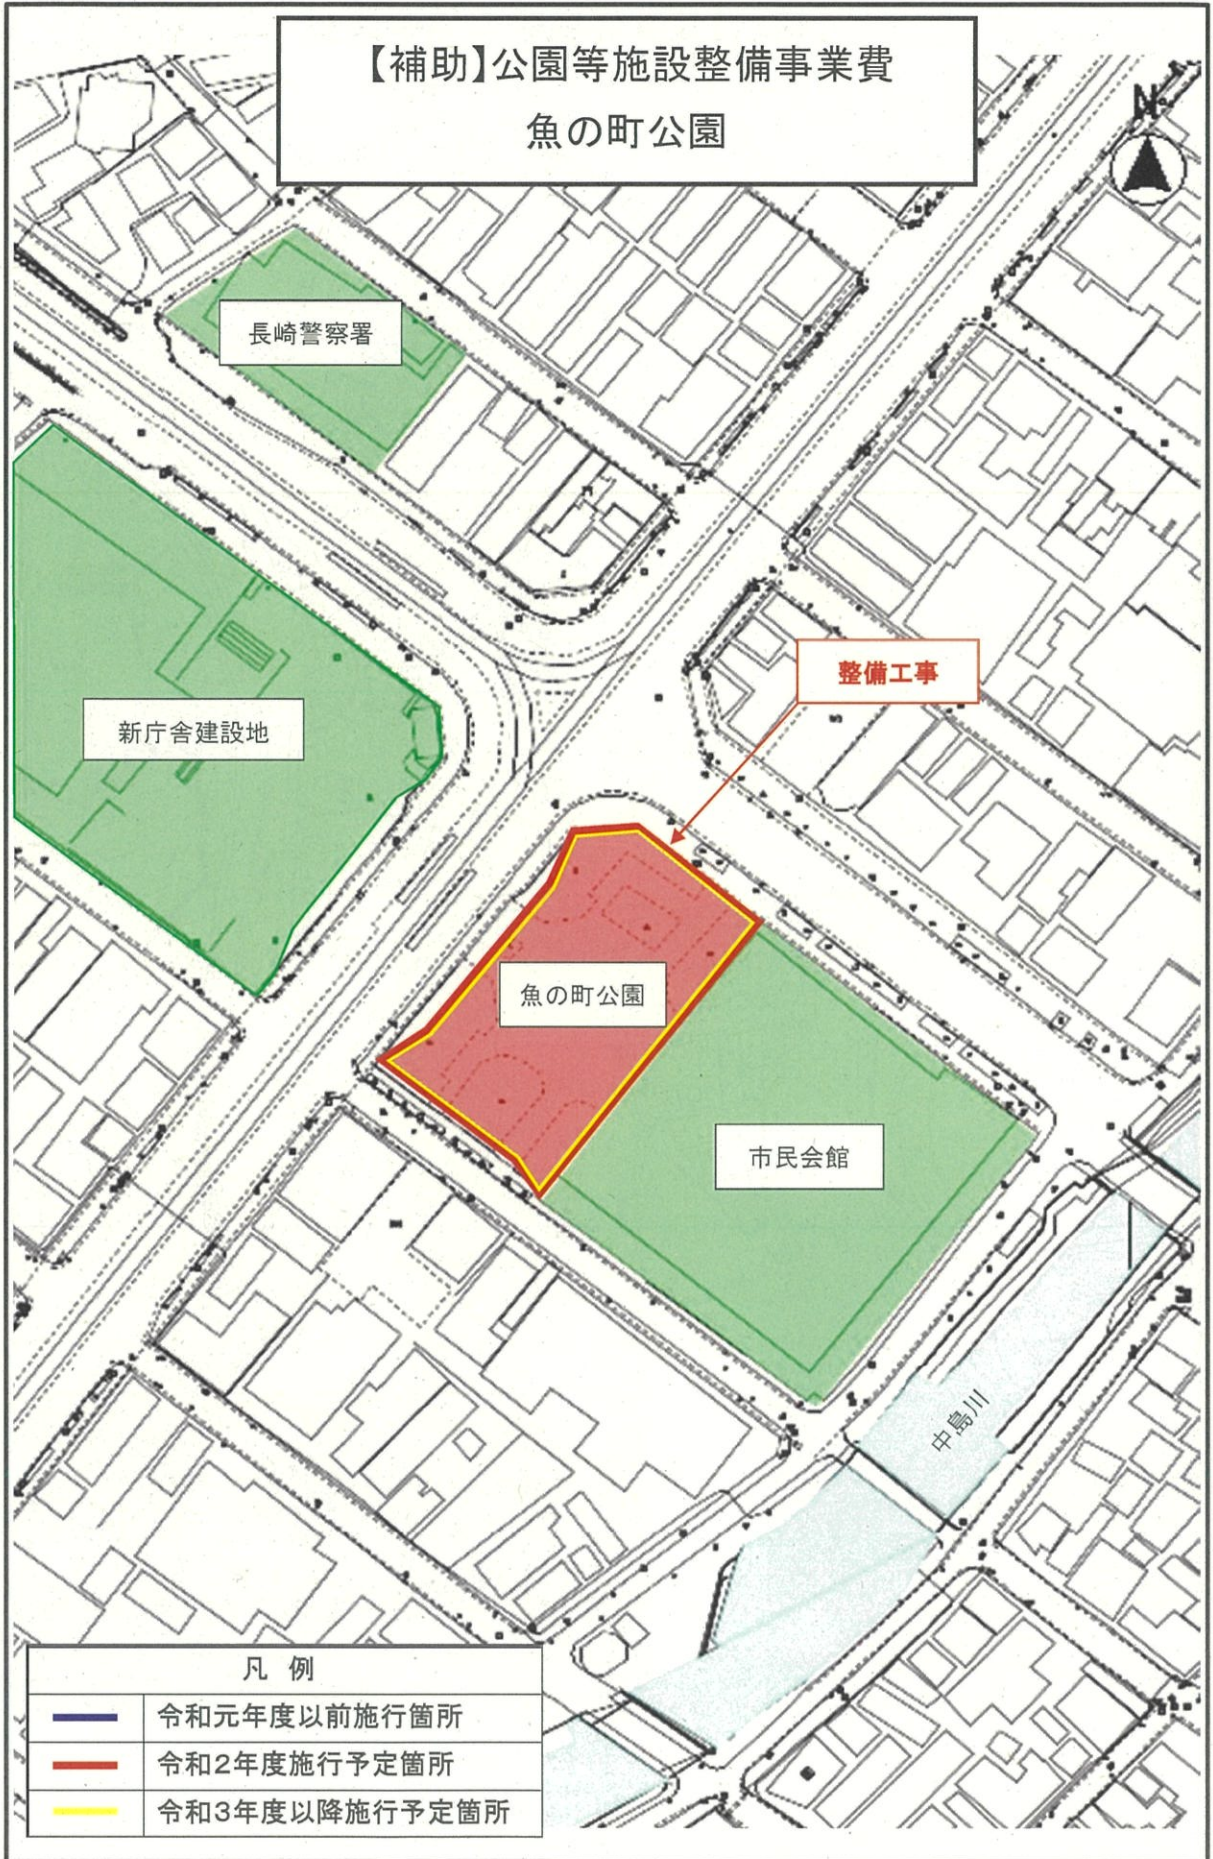 【補助】公園等施設整備事業費
魚の町公園
N
長崎警察署
整備工事
新庁舎建設地
魚の町公園
市民会館
中島川
凡 例
令和元年度以前施行箇所
令和2年度施行予定箇所
令和3年度以降施行予定箇所